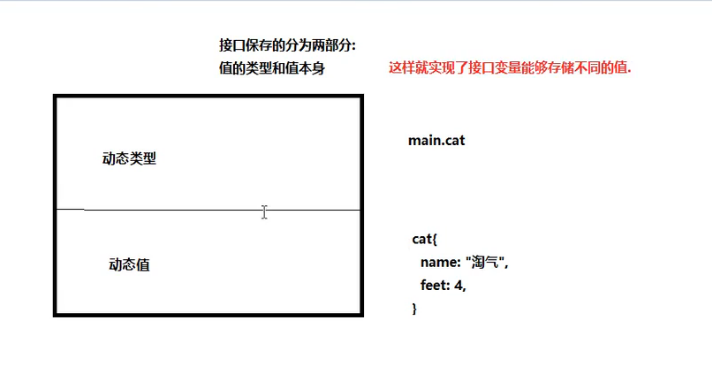 接口保存的分为两部分:
值的类型和值本身
这样就实现了接口变量能够存储不同的值.
动态类型
main.cat
动态值
cat{
name: "淘气",
feet: 4,
}